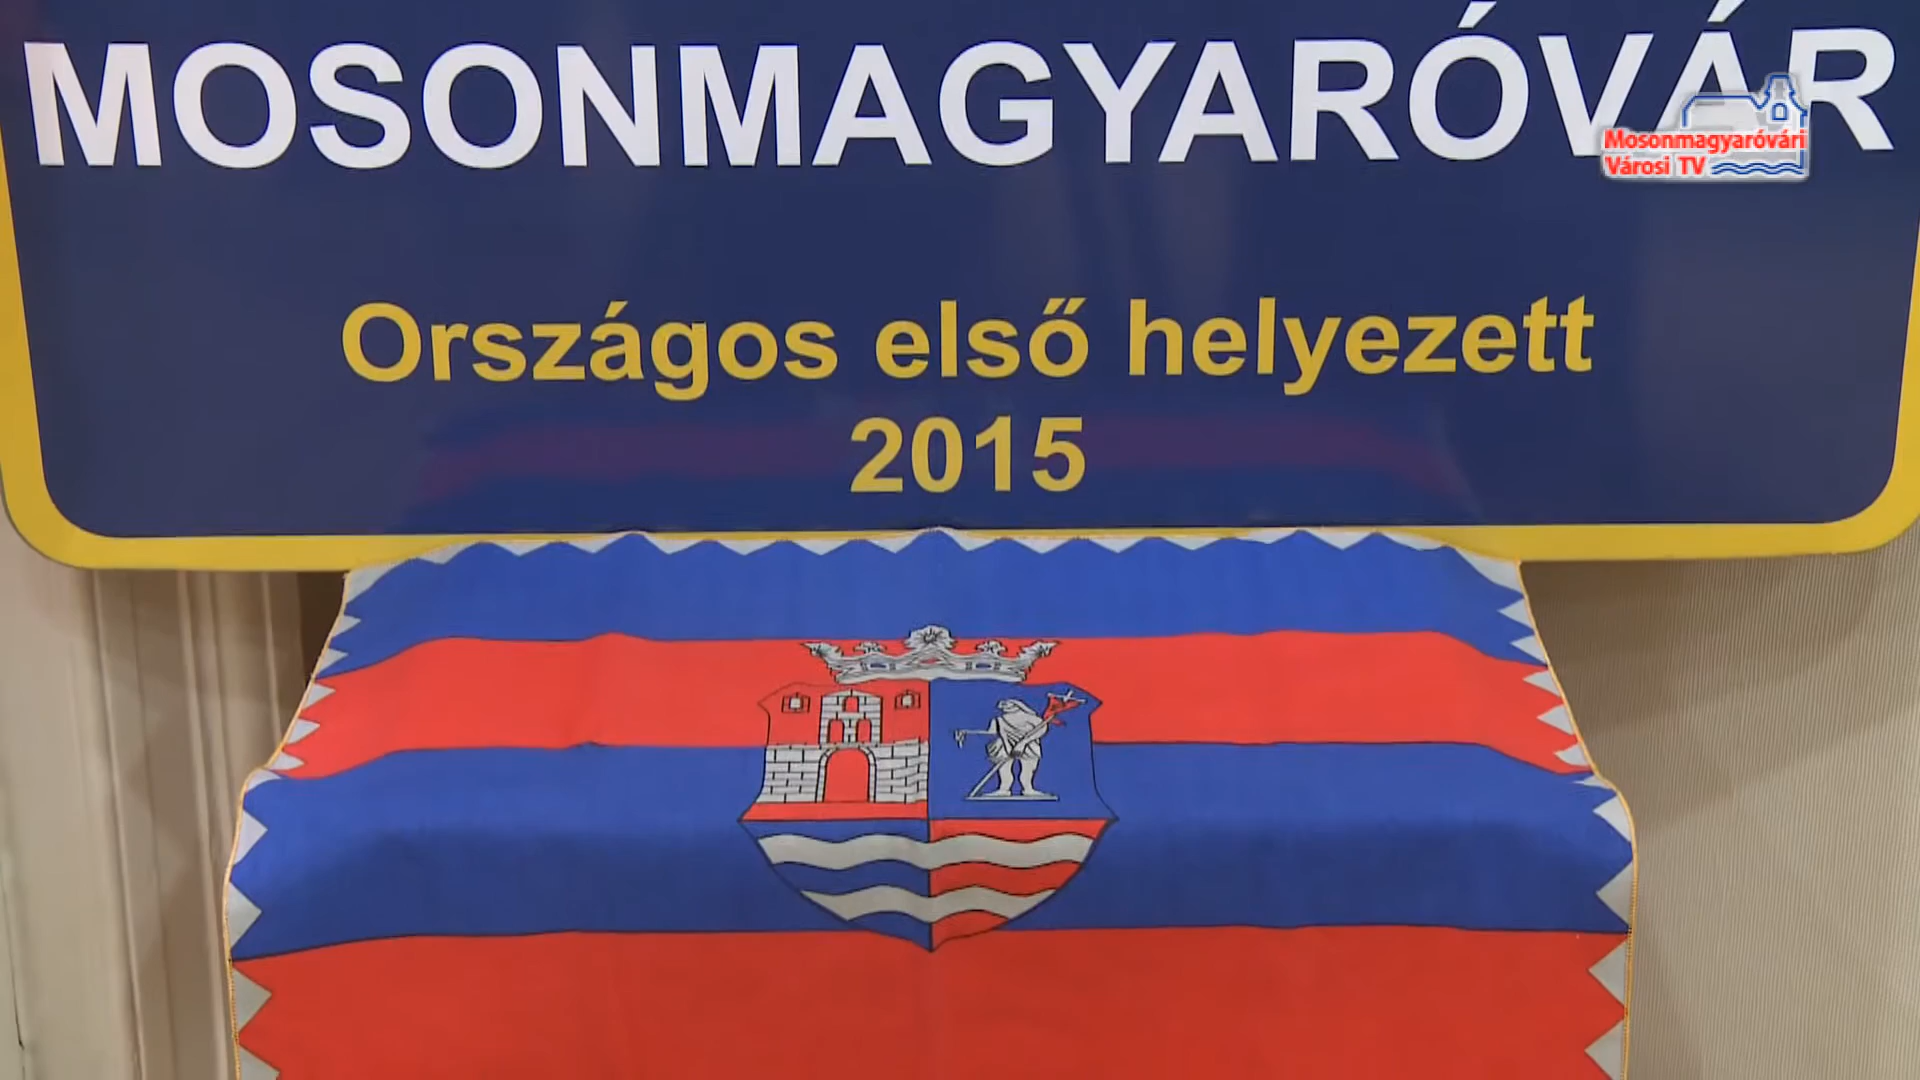 MOSONMAGYARÓVÁR
Mosonmagyaróvári
Városi TV
Országos első helyezett
2015